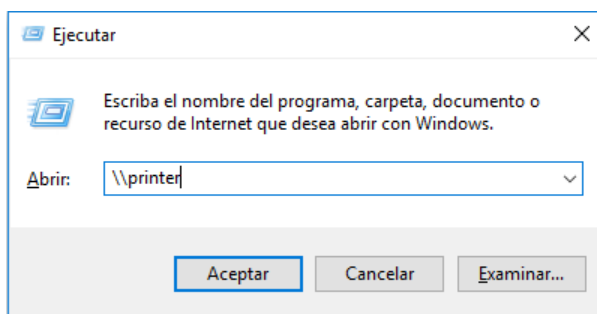 Ejecutar
Escriba el nombre del programa, carpeta, documento o
recurso de Internet que desea abrir con Windows.
Abrir: \\printer
Aceptar Cancelar Examinar...